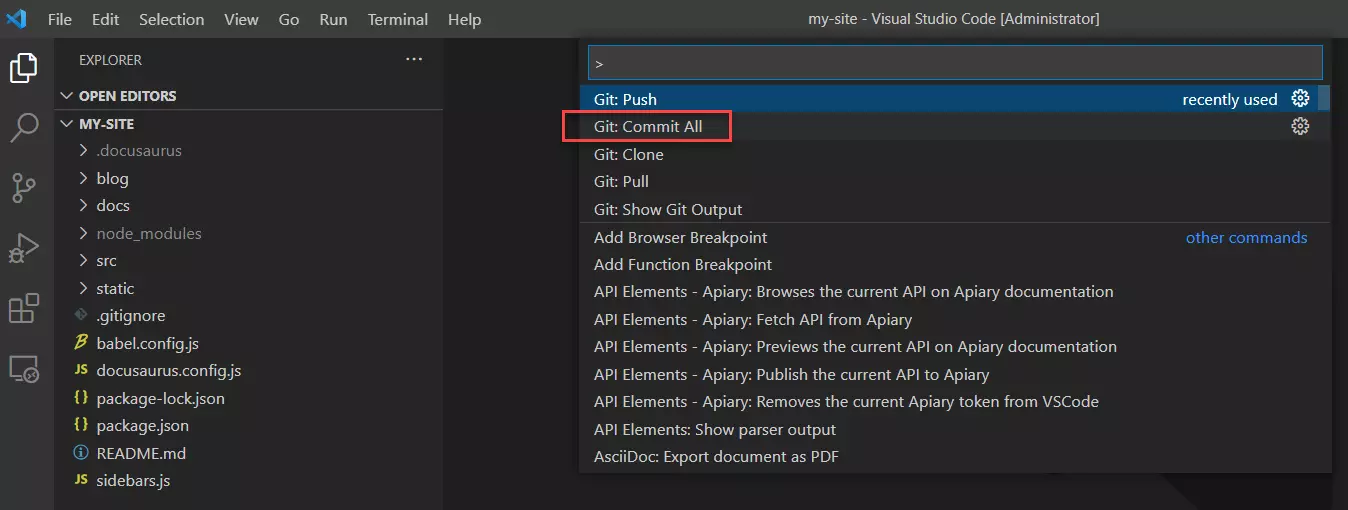 File Edit Selection View Go Run Terminal Help my-site - Visual Studio Code [Administrator]
EXPLORER ...
OPEN EDITORS
MY-SITE
.docusaurus
blog
docs
node_modules
src
static
.gitignore
babel.config.js
JS docusaurus.config.js
{} package-lock.json
{} package.json
README.md
JS sidebars.js
>
Git: Push recently used
Git: Commit All
Git: Clone
Git: Pull
Git: Show Git Output
Add Browser Breakpoint other commands
Add Function Breakpoint
API Elements - Apiary: Browses the current API on Apiary documentation
API Elements - Apiary: Fetch API from Apiary
API Elements - Apiary: Previews the current API on Apiary documentation
API Elements - Apiary: Publish the current API to Apiary
API Elements - Apiary: Removes the current Apiary token from VSCode
API Elements: Show parser output
AsciiDoc: Export document as PDF